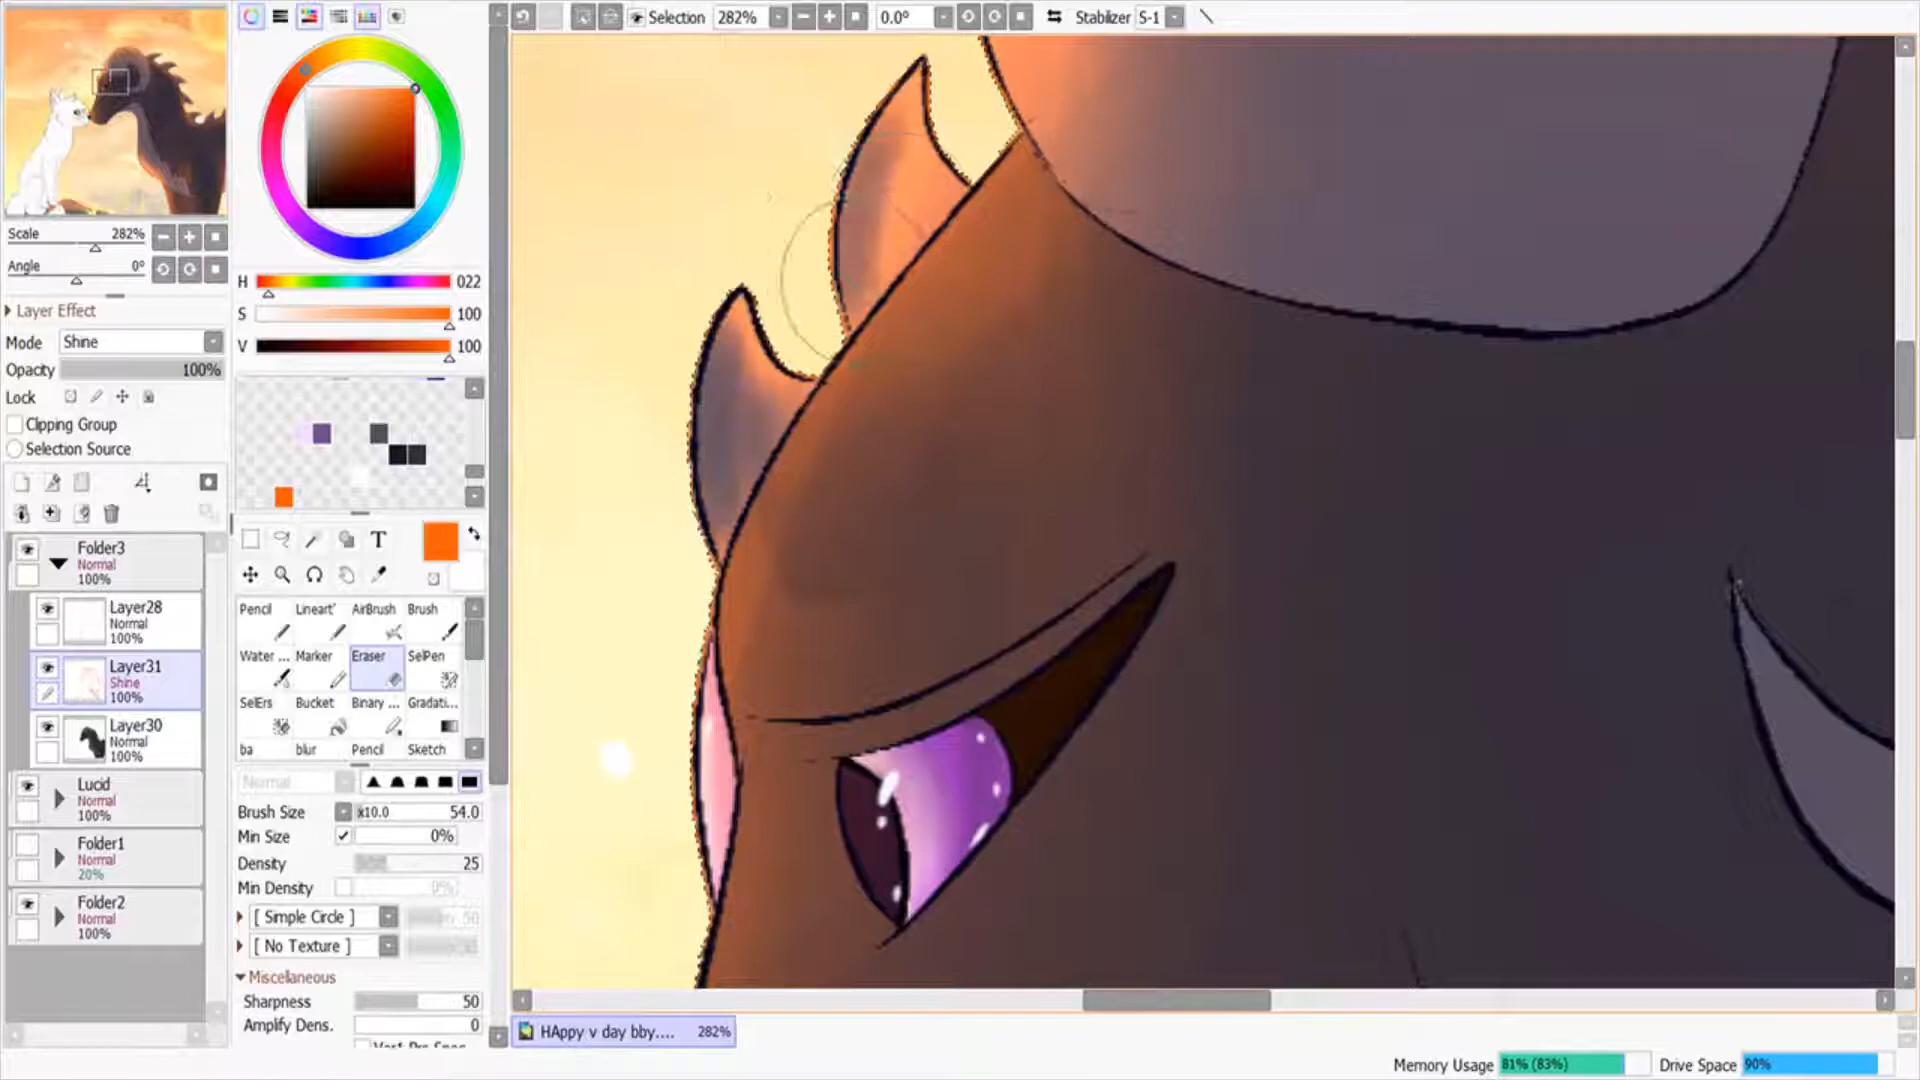 Selection 282% 0.0° Stabilizer S-1
Scale 282%
Angle 0°
Layer Effect
Mode Shine
Opacity 100%
Lock
Clipping Group
Selection Source
Folder3
Normal
100%
Layer28
Normal
100%
Layer31
Shine
100%
Layer30
Normal
100%
Lucid
Normal
100%
Folder1
Normal
20%
Folder2
Normal
100%
H 022
S 100
V 100
T
Pencil Lineart' AirBrush Brush
Water ... Marker Eraser SelPen
SelErs Bucket Binary ... Gradati...
ba blur Pencil Sketch
Normal
Brush Size x10.0 54.0
Min Size 0%
Density 25
Min Density 0%
[ Simple Circle ] 50
[ No Texture ]
Miscellaneous
Sharpness 50
Amplify Dens. 0
HAppy v day bby.... 282%
Memory Usage 81% (83%) Drive Space 90%